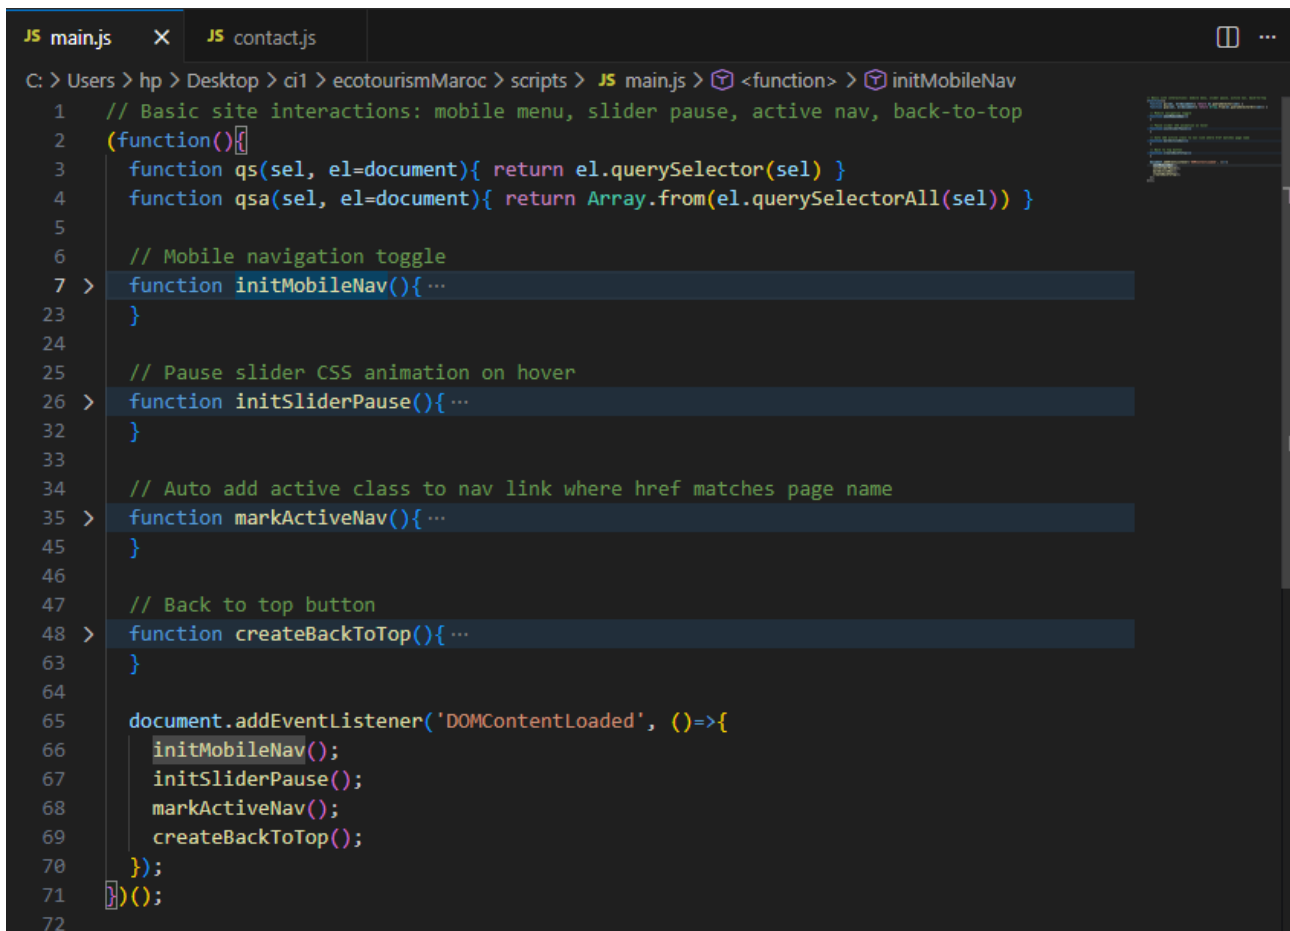 JS main.js × JS contact.js ···
C: > Users > hp > Desktop > ci1 > ecotourismMaroc > scripts > JS main.js > <function> > initMobileNav
1 // Basic site interactions: mobile menu, slider pause, active nav, back-to-top
2 (function(){
3 function qs(sel, el=document){ return el.querySelector(sel) }
4 function qsa(sel, el=document){ return Array.from(el.querySelectorAll(sel)) }
5
6 // Mobile navigation toggle
7 > function initMobileNav(){ ···
23 }
24
25 // Pause slider CSS animation on hover
26 > function initSliderPause(){ ···
32 }
33
34 // Auto add active class to nav link where href matches page name
35 > function markActiveNav(){ ···
45 }
46
47 // Back to top button
48 > function createBackToTop(){ ···
63 }
64
65 document.addEventListener('DOMContentLoaded', ()=>{
66 initMobileNav();
67 initSliderPause();
68 markActiveNav();
69 createBackToTop();
70 });
71 })();
72